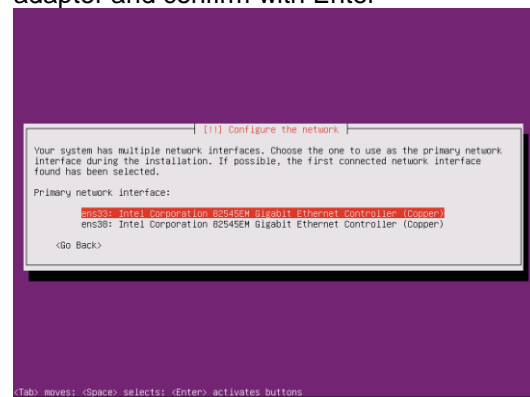 adapter and confirm with Enter
[!!] Configure the network
Your system has multiple network interfaces. Choose the one to use as the primary network
interface during the installation. If possible, the first connected network interface
found has been selected.
Primary network interface:
ens33: Intel Corporation 82545EM Gigabit Ethernet Controller (Copper)
ens38: Intel Corporation 82545EM Gigabit Ethernet Controller (Copper)
<Go Back>
<Tab> moves; <Space> selects; <Enter> activates buttons